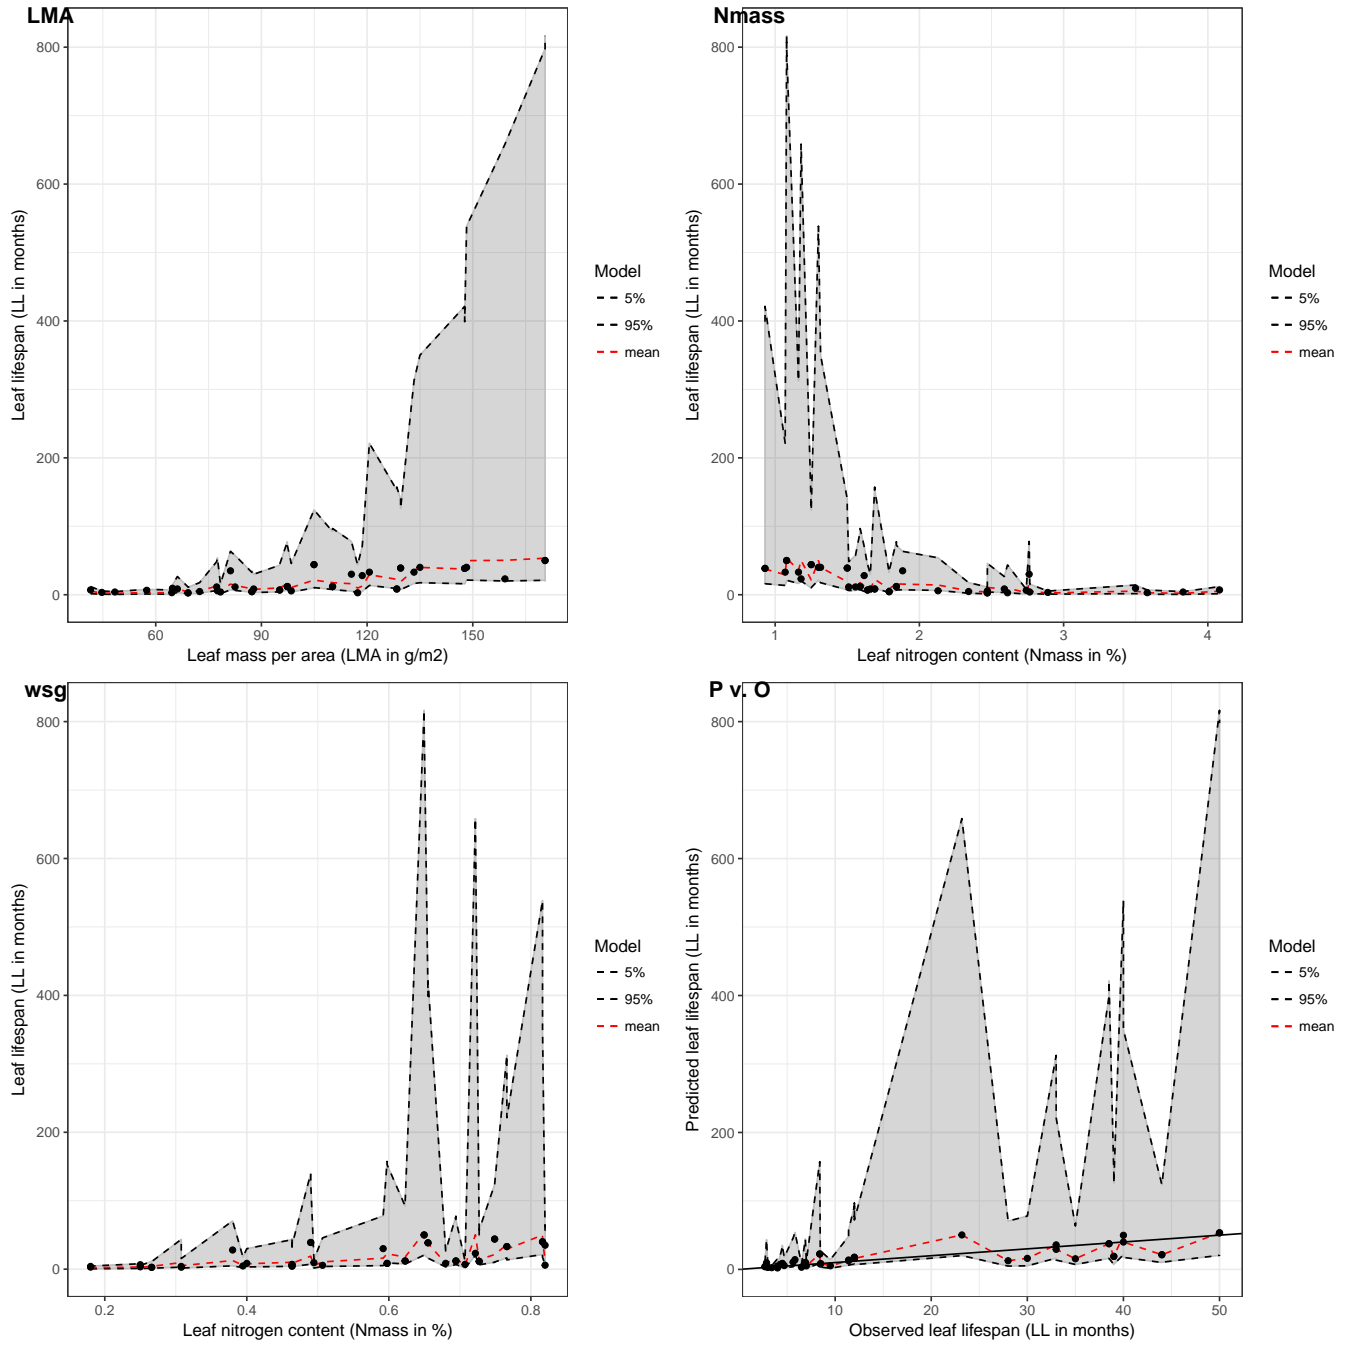 LMA
800
600
400
200
0
60 90 120 150
Leaf mass per area (LMA in g/m2)
Leaf lifespan (LL in months)
Model
5%
95%
mean
Nmass
800
600
400
200
0
1 2 3 4
Leaf nitrogen content (Nmass in %)
Leaf lifespan (LL in months)
Model
5%
95%
mean
wsg
800
600
400
200
0
0.2 0.4 0.6 0.8
Leaf nitrogen content (Nmass in %)
Leaf lifespan (LL in months)
Model
5%
95%
mean
P v. O
800
600
400
200
0
10 20 30 40 50
Observed leaf lifespan (LL in months)
Predicted leaf lifespan (LL in months)
Model
5%
95%
mean